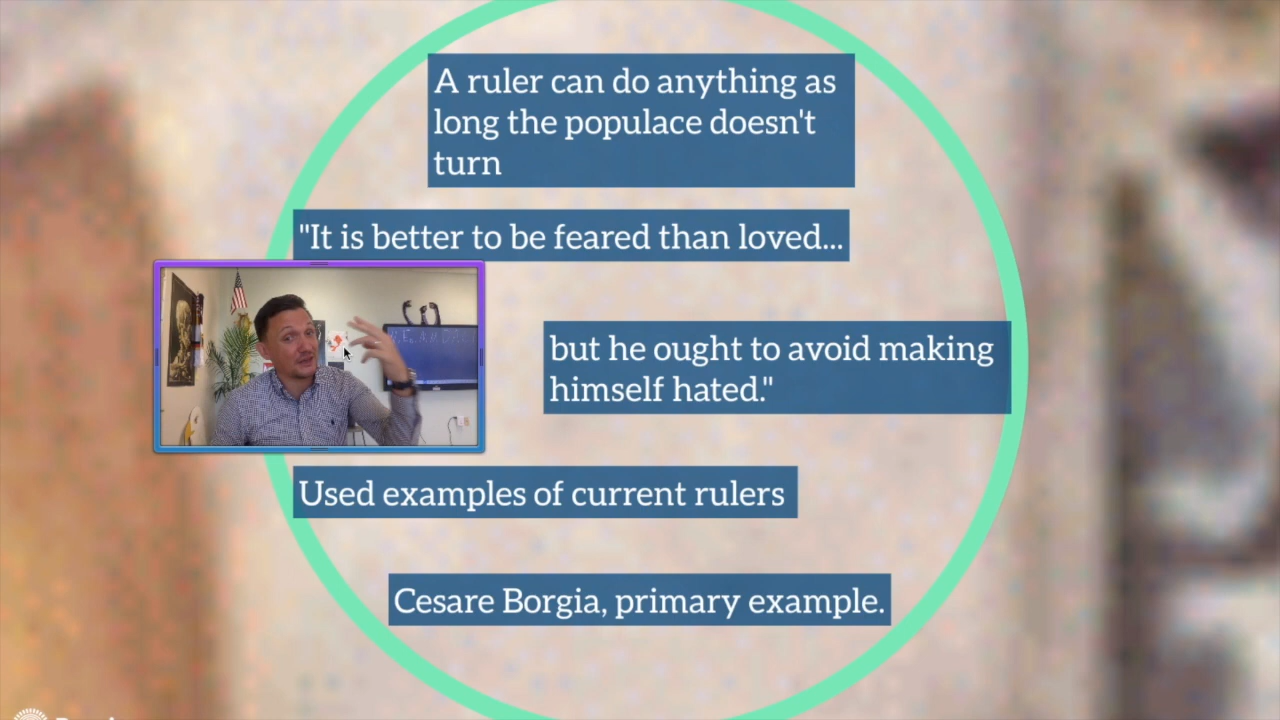 A ruler can do anything as
long the populace doesn't
turn
"It is better to be feared than loved...
but he ought to avoid making
himself hated."
Used examples of current rulers
Cesare Borgia, primary example.